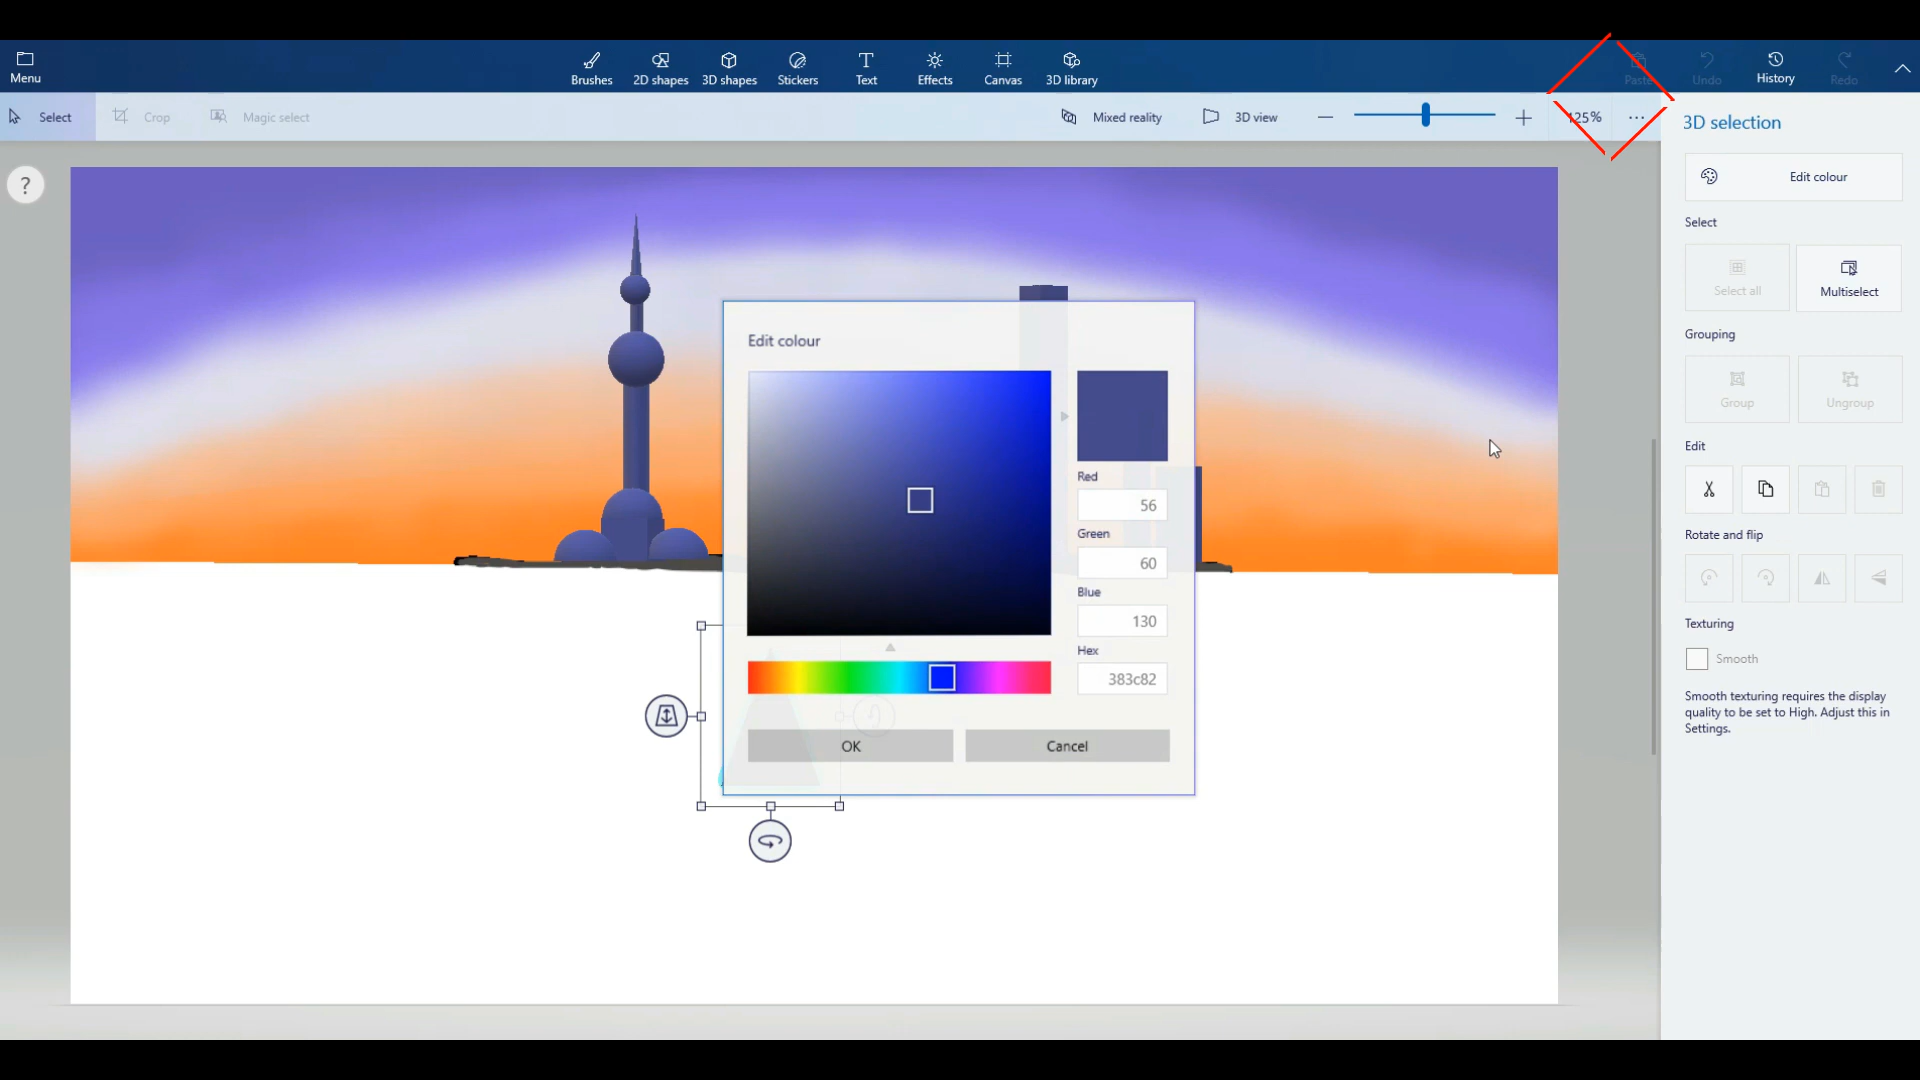 Menu
Brushes
2D shapes
3D shapes
Stickers
Text
Effects
Canvas
3D library
Paste
Undo
History
Redo
Select
Crop
Magic select
Mixed reality
3D view
125%
3D selection
?
Edit colour
Select
Select all
Multiselect
Grouping
Group
Ungroup
Edit
Rotate and flip
Texturing
Smooth
Smooth texturing requires the display
quality to be set to High. Adjust this in
Settings.
Edit colour
Red
56
Green
60
Blue
130
Hex
383c82
OK
Cancel